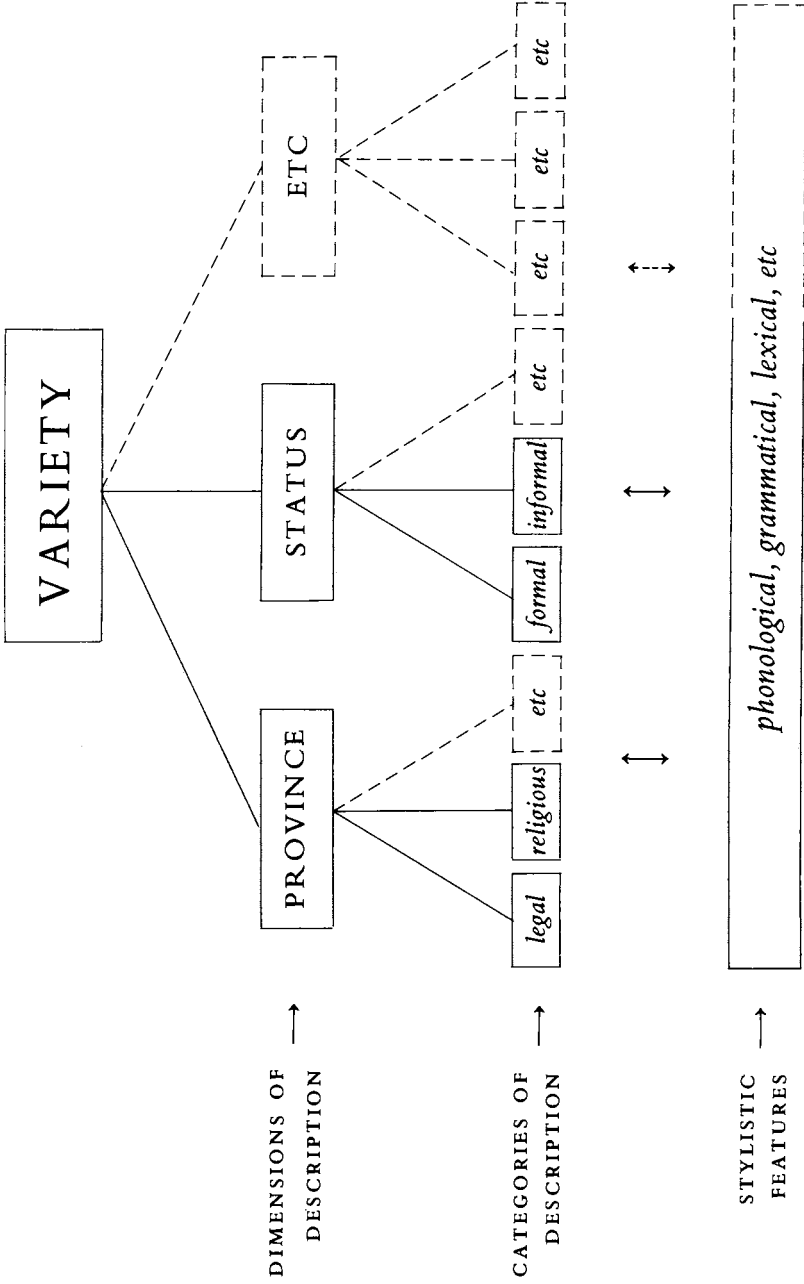 VARIETY
DIMENSIONS OF
DESCRIPTION
PROVINCE
STATUS
ETC
CATEGORIES OF
DESCRIPTION
legal
religious
etc
formal
informal
etc
etc
etc
etc
STYLISTIC
FEATURES
phonological, grammatical, lexical, etc